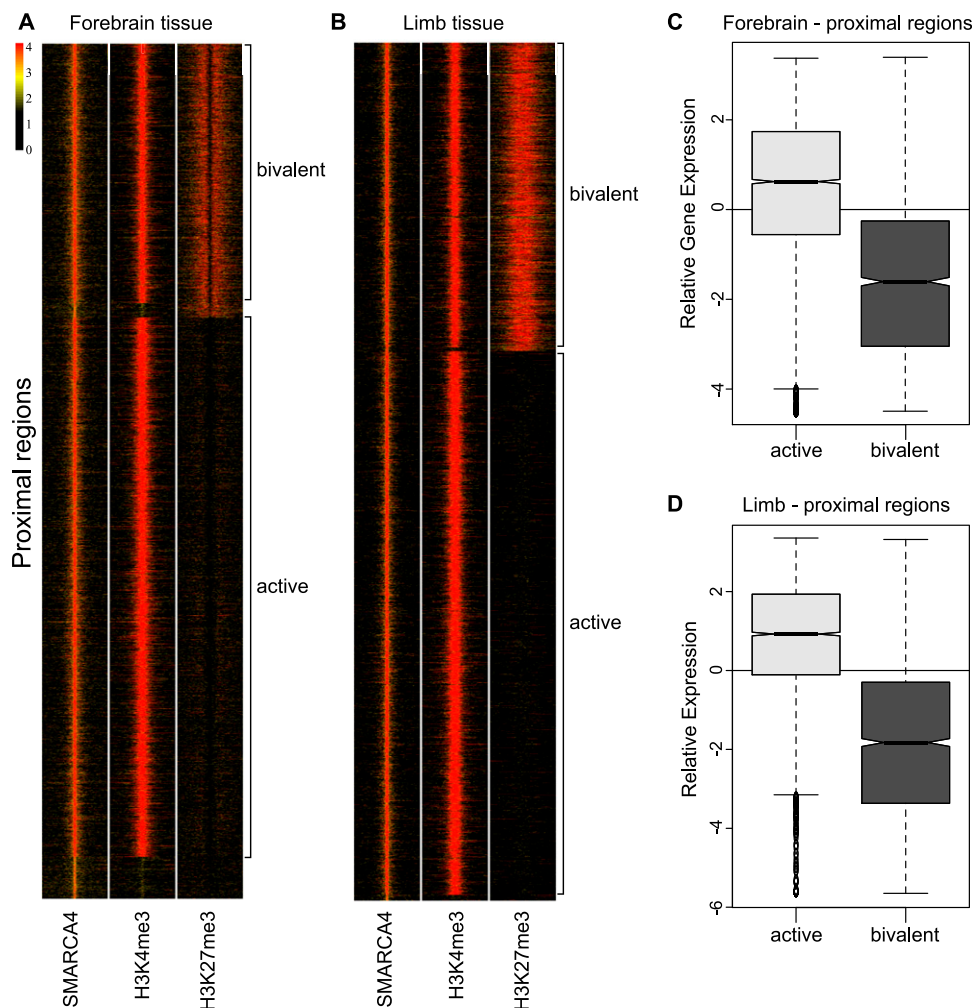 A
Forebrain tissue
4
3
2
1
0
Proximal regions
bivalent
active
SMARCA4
H3K4me3
H3K27me3
B
Limb tissue
bivalent
active
SMARCA4
H3K4me3
H3K27me3
C
Forebrain - proximal regions
Relative Gene Expression
2
0
-2
-4
active
bivalent
D
Limb - proximal regions
Relative Expression
2
0
-2
-4
-6
active
bivalent